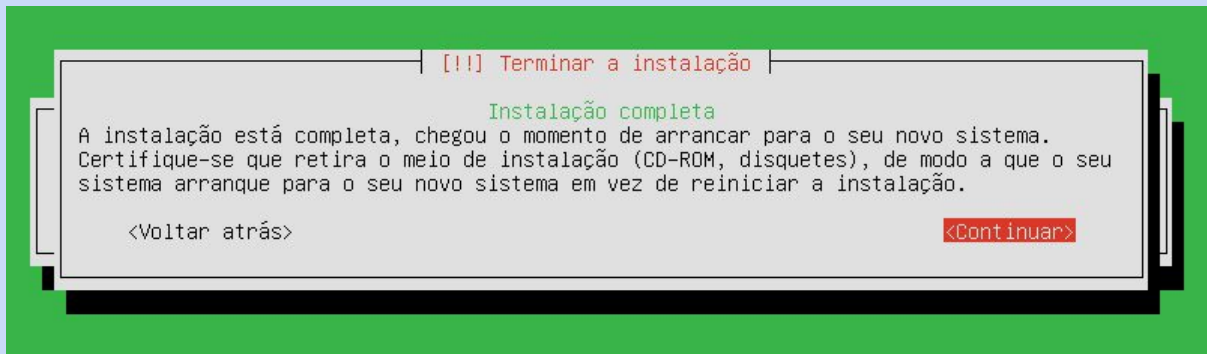 [!!] Terminar a instalação
Instalação completa
A instalação está completa, chegou o momento de arrancar para o seu novo sistema.
Certifique-se que retira o meio de instalação (CD-ROM, disquetes), de modo a que o seu
sistema arranque para o seu novo sistema em vez de reiniciar a instalação.
<Voltar atrás> <Continuar>